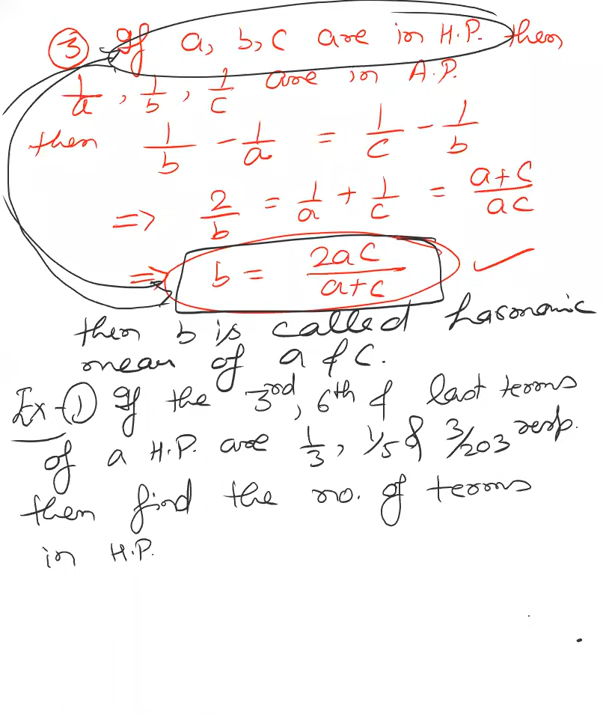 ③ If a, b, c are in H.P. then
1/a, 1/b, 1/c are in A.P.
then 1/b - 1/a = 1/c - 1/b
=> 2/b = 1/a + 1/c = a+c/ac
=> b = 2ac/a+c ✓
then b is called harmonic
mean of a & c.
Ex-① If the 3rd, 6th & last terms
of a H.P. are 1/3, 1/5 & 3/203 resp.
then find the no. of terms
in H.P.